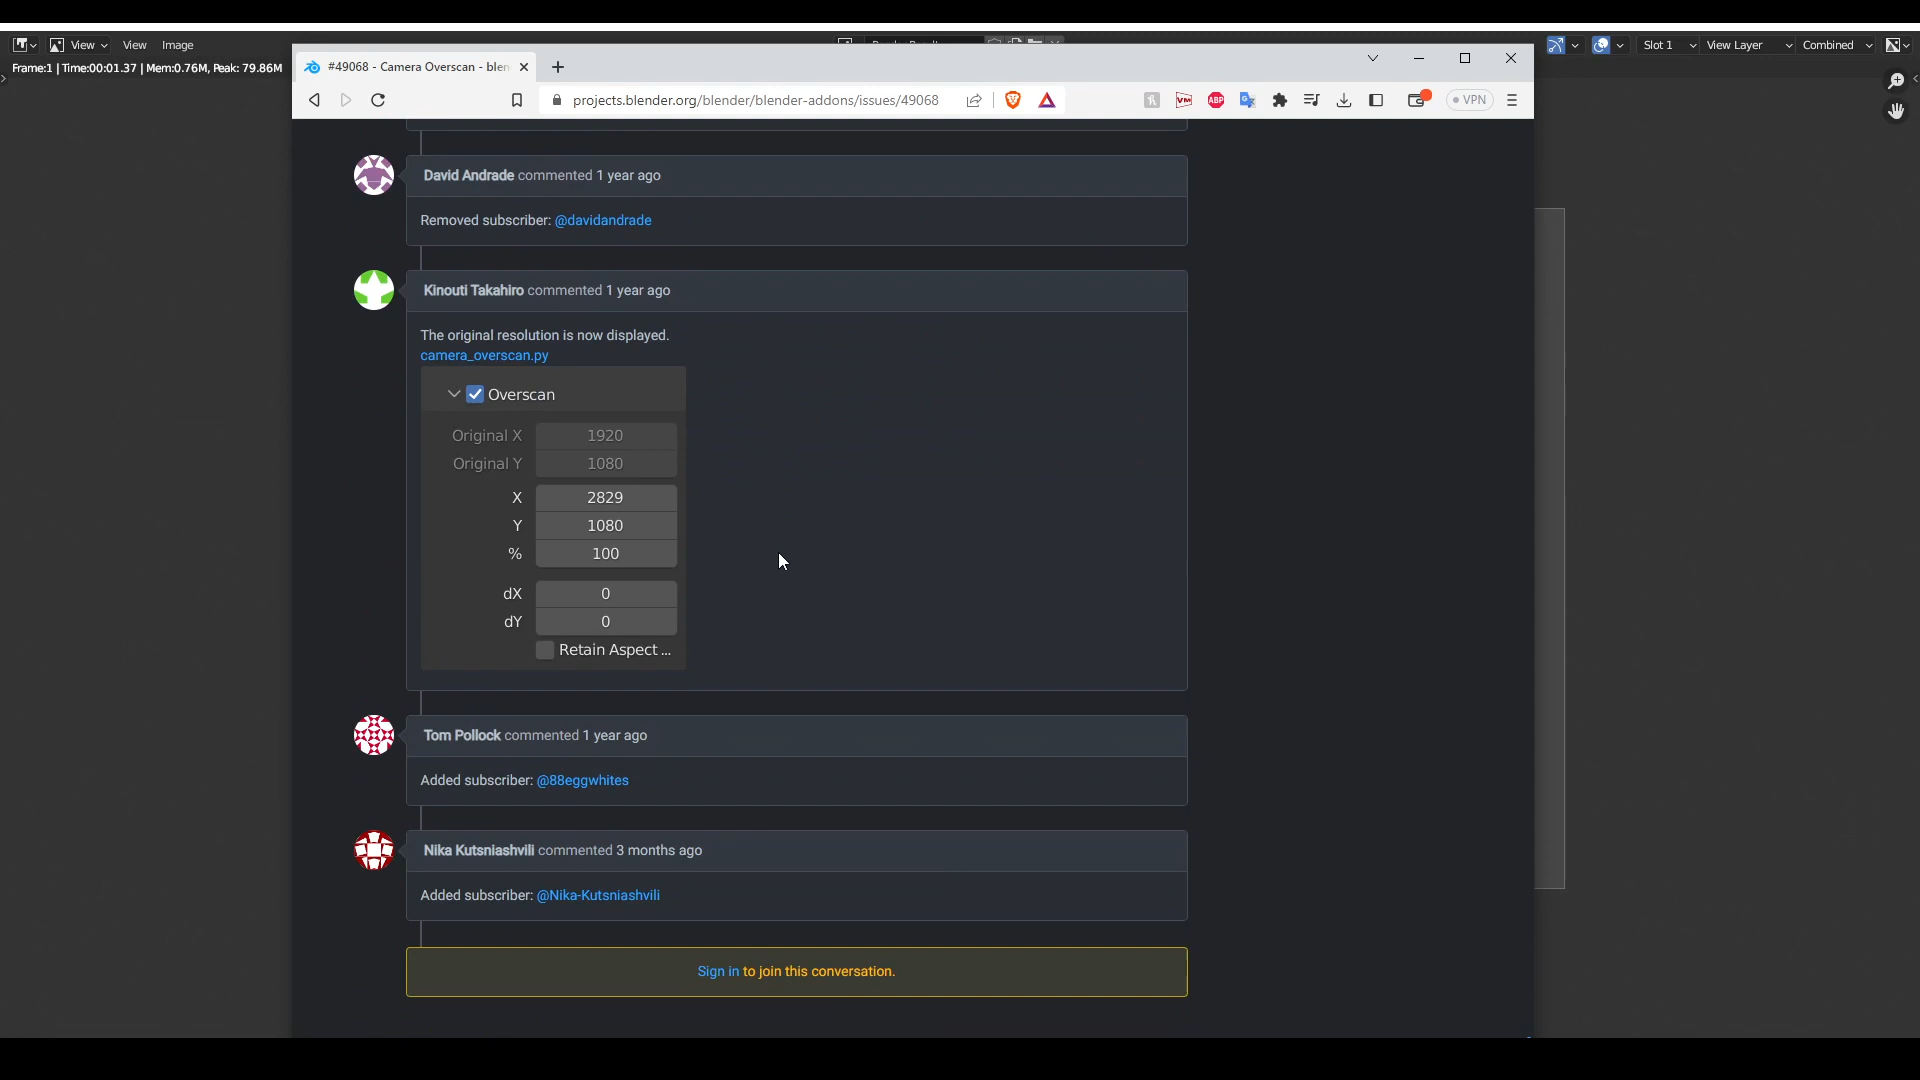 View
View
Image
Slot 1
View Layer
Combined
Frame:1 | Time:00:01.37 | Mem:0.76M, Peak: 79.86M
#49068 - Camera Overscan - blen
projects.blender.org/blender/blender-addons/issues/49068
VM
ABP
VPN
David Andrade commented 1 year ago
Removed subscriber: @davidandrade
Kinouti Takahiro commented 1 year ago
The original resolution is now displayed.
camera_overscan.py
Overscan
Original X 1920
Original Y 1080
X 2829
Y 1080
% 100
dX 0
dY 0
Retain Aspect ...
Tom Pollock commented 1 year ago
Added subscriber: @88eggwhites
Nika Kutsniashvili commented 3 months ago
Added subscriber: @Nika-Kutsniashvili
Sign in to join this conversation.